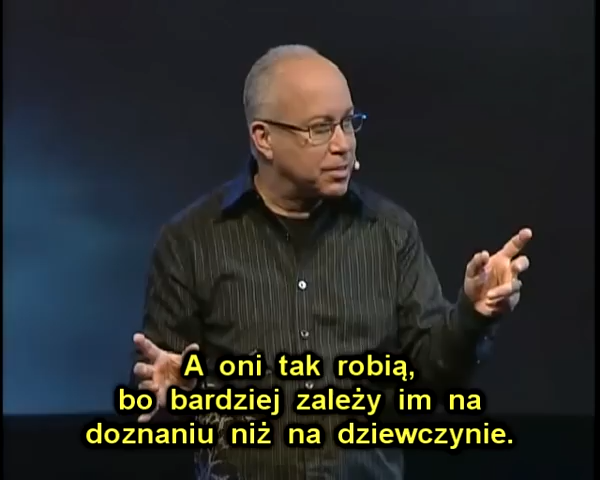 A oni tak robią,
bo bardziej zależy im na
doznaniu niż na dziewczynie.